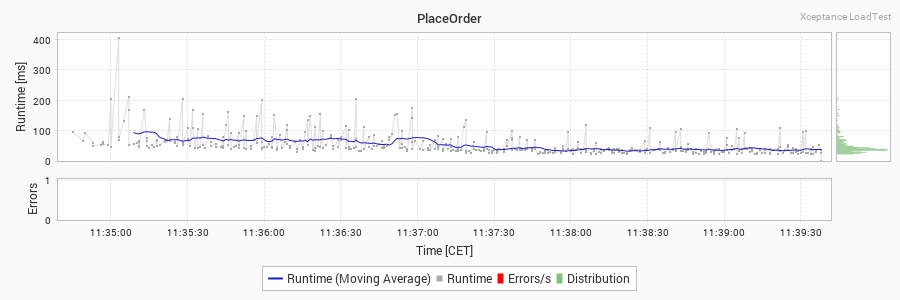 PlaceOrder
Xceptance LoadTest
Runtime [ms]
400
300
200
100
0
Errors
1
0
11:35:00 11:35:30 11:36:00 11:36:30 11:37:00 11:37:30 11:38:00 11:38:30 11:39:00 11:39:30
Time [CET]
Runtime (Moving Average) Runtime Errors/s Distribution